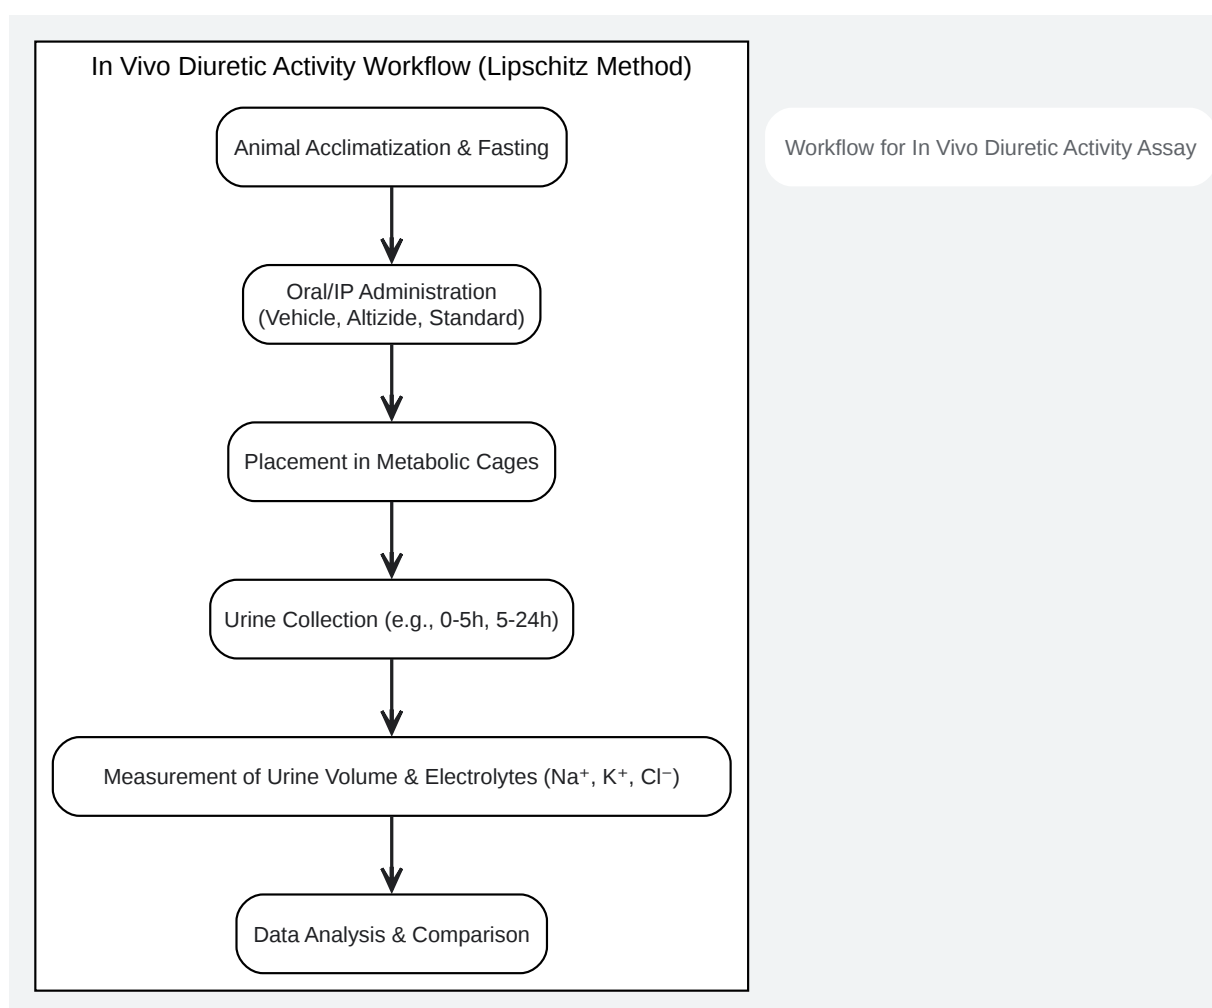 In Vivo Diuretic Activity Workflow (Lipschitz Method)
Animal Acclimatization & Fasting
Workflow for In Vivo Diuretic Activity Assay
Oral/IP Administration
(Vehicle, Altizide, Standard)
Placement in Metabolic Cages
Urine Collection (e.g., 0-5h, 5-24h)
Measurement of Urine Volume & Electrolytes (Na⁺, K⁺, Cl⁻)
Data Analysis & Comparison